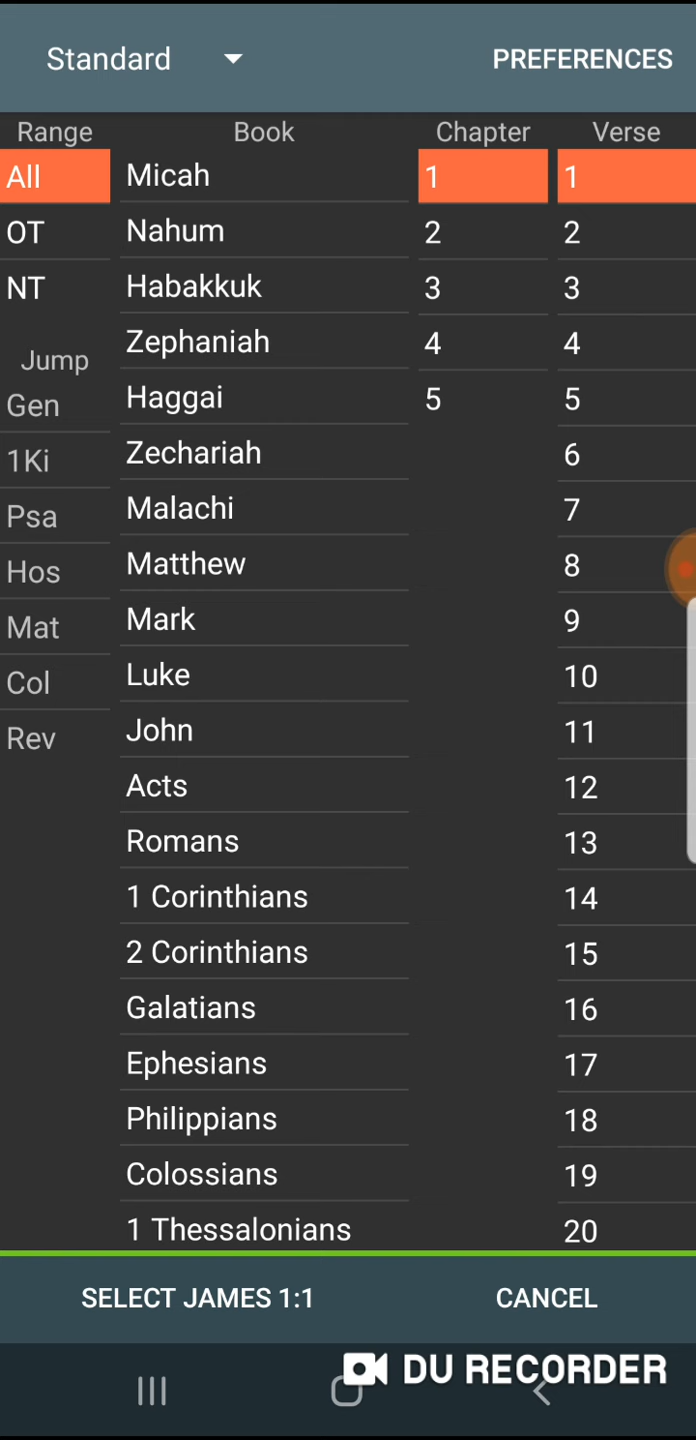 Standard PREFERENCES
Range Book Chapter Verse
All Micah 1 1
OT Nahum 2 2
NT Habakkuk 3 3
Zephaniah 4 4
Jump
Gen Haggai 5 5
1Ki Zechariah 6
Psa Malachi 7
Hos Matthew 8
Mat Mark 9
Col Luke 10
Rev John 11
Acts 12
Romans 13
1 Corinthians 14
2 Corinthians 15
Galatians 16
Ephesians 17
Philippians 18
Colossians 19
1 Thessalonians 20
SELECT JAMES 1:1 CANCEL
DU RECORDER